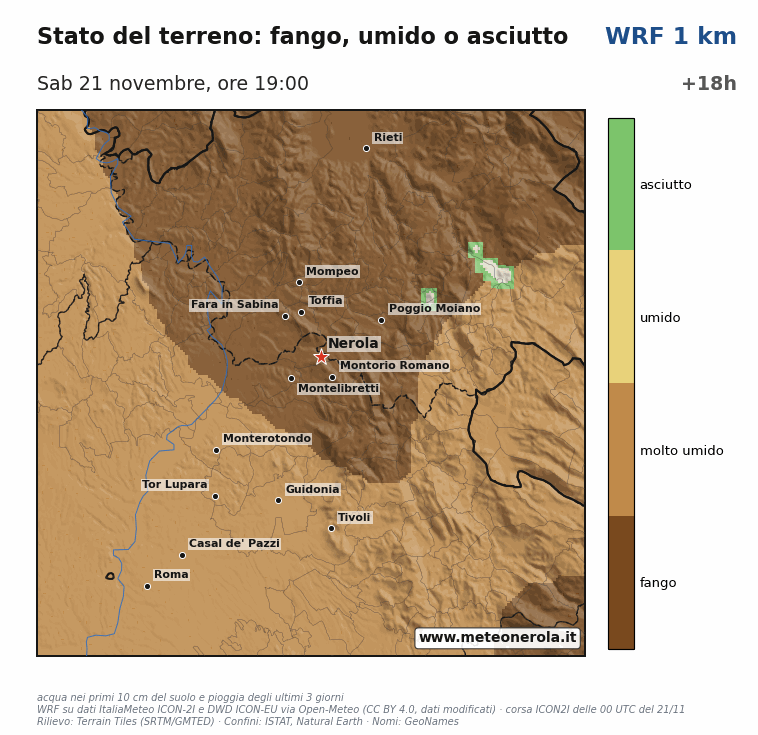 Stato del terreno: fango, umido o asciutto
WRF 1 km
Sab 21 novembre, ore 19:00
+18h
Rieti
asciutto
Mompeo
Toffia
Fara in Sabina
Poggio Moiano
umido
Nerola
Montorio Romano
Montelibretti
Monterotondo
molto umido
Tor Lupara
Guidonia
Tivoli
Casal de' Pazzi
Roma
fango
www.meteonerola.it
acqua nei primi 10 cm del suolo e pioggia degli ultimi 3 giorni
WRF su dati ItaliaMeteo ICON-2I e DWD ICON-EU via Open-Meteo (CC BY 4.0, dati modificati) · corsa ICON2I delle 00 UTC del 21/11
Rilievo: Terrain Tiles (SRTM/GMTED) · Confini: ISTAT, Natural Earth · Nomi: GeoNames